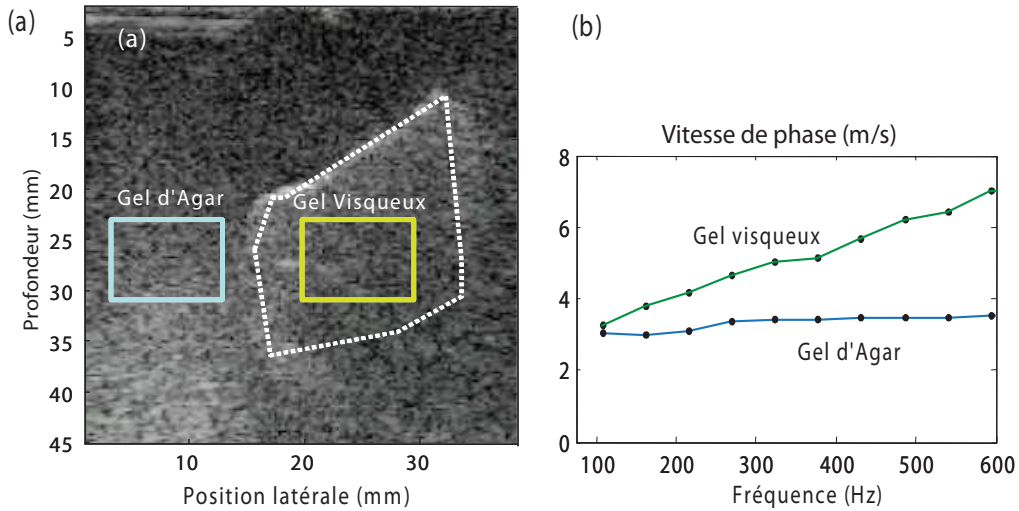 (a)
(a)
5
10
15
20
25
30
35
40
45
Profondeur (mm)
Gel d'Agar
Gel Visqueux
10
20
30
Position latérale (mm)
(b)
Vitesse de phase (m/s)
8
6
4
2
0
Gel visqueux
Gel d'Agar
100
200
300
400
500
600
Fréquence (Hz)